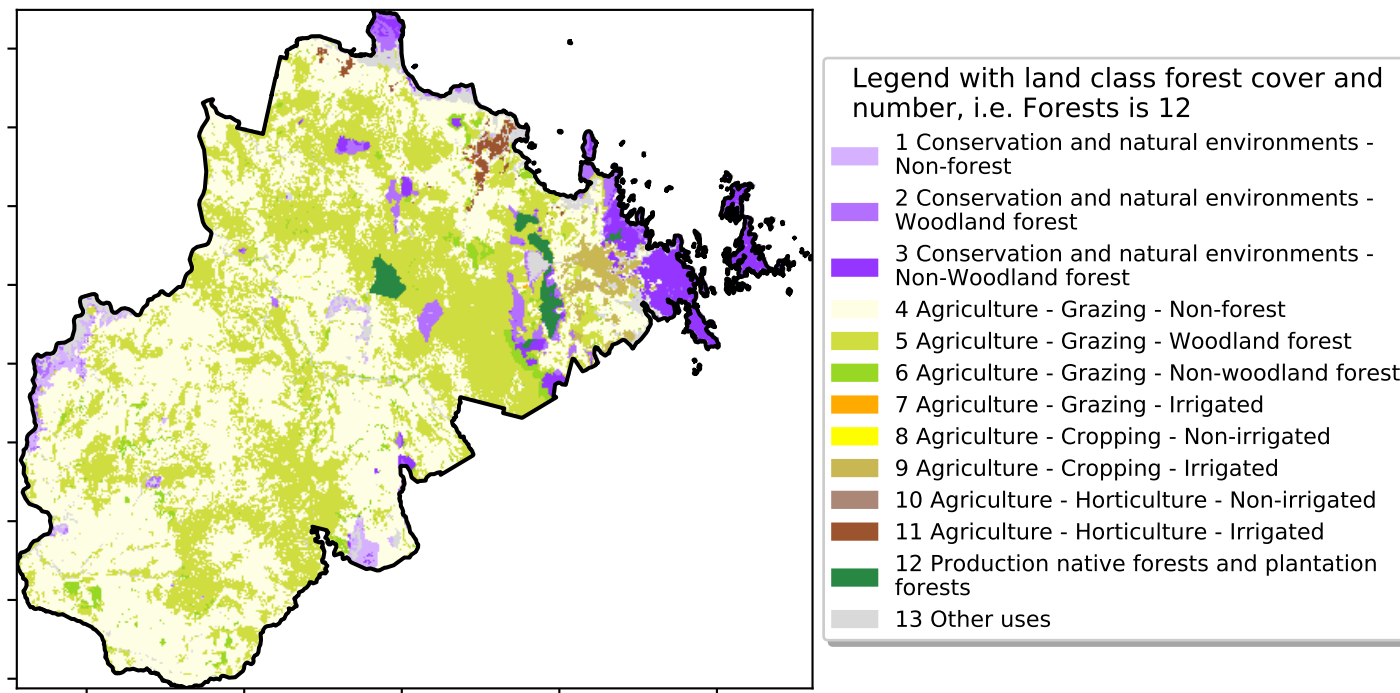 Legend with land class forest cover and
number, i.e. Forests is 12
1 Conservation and natural environments -
Non-forest
2 Conservation and natural environments -
Woodland forest
3 Conservation and natural environments -
Non-Woodland forest
4 Agriculture - Grazing - Non-forest
5 Agriculture - Grazing - Woodland forest
6 Agriculture - Grazing - Non-woodland forest
7 Agriculture - Grazing - Irrigated
8 Agriculture - Cropping - Non-irrigated
9 Agriculture - Cropping - Irrigated
10 Agriculture - Horticulture - Non-irrigated
11 Agriculture - Horticulture - Irrigated
12 Production native forests and plantation
forests
13 Other uses